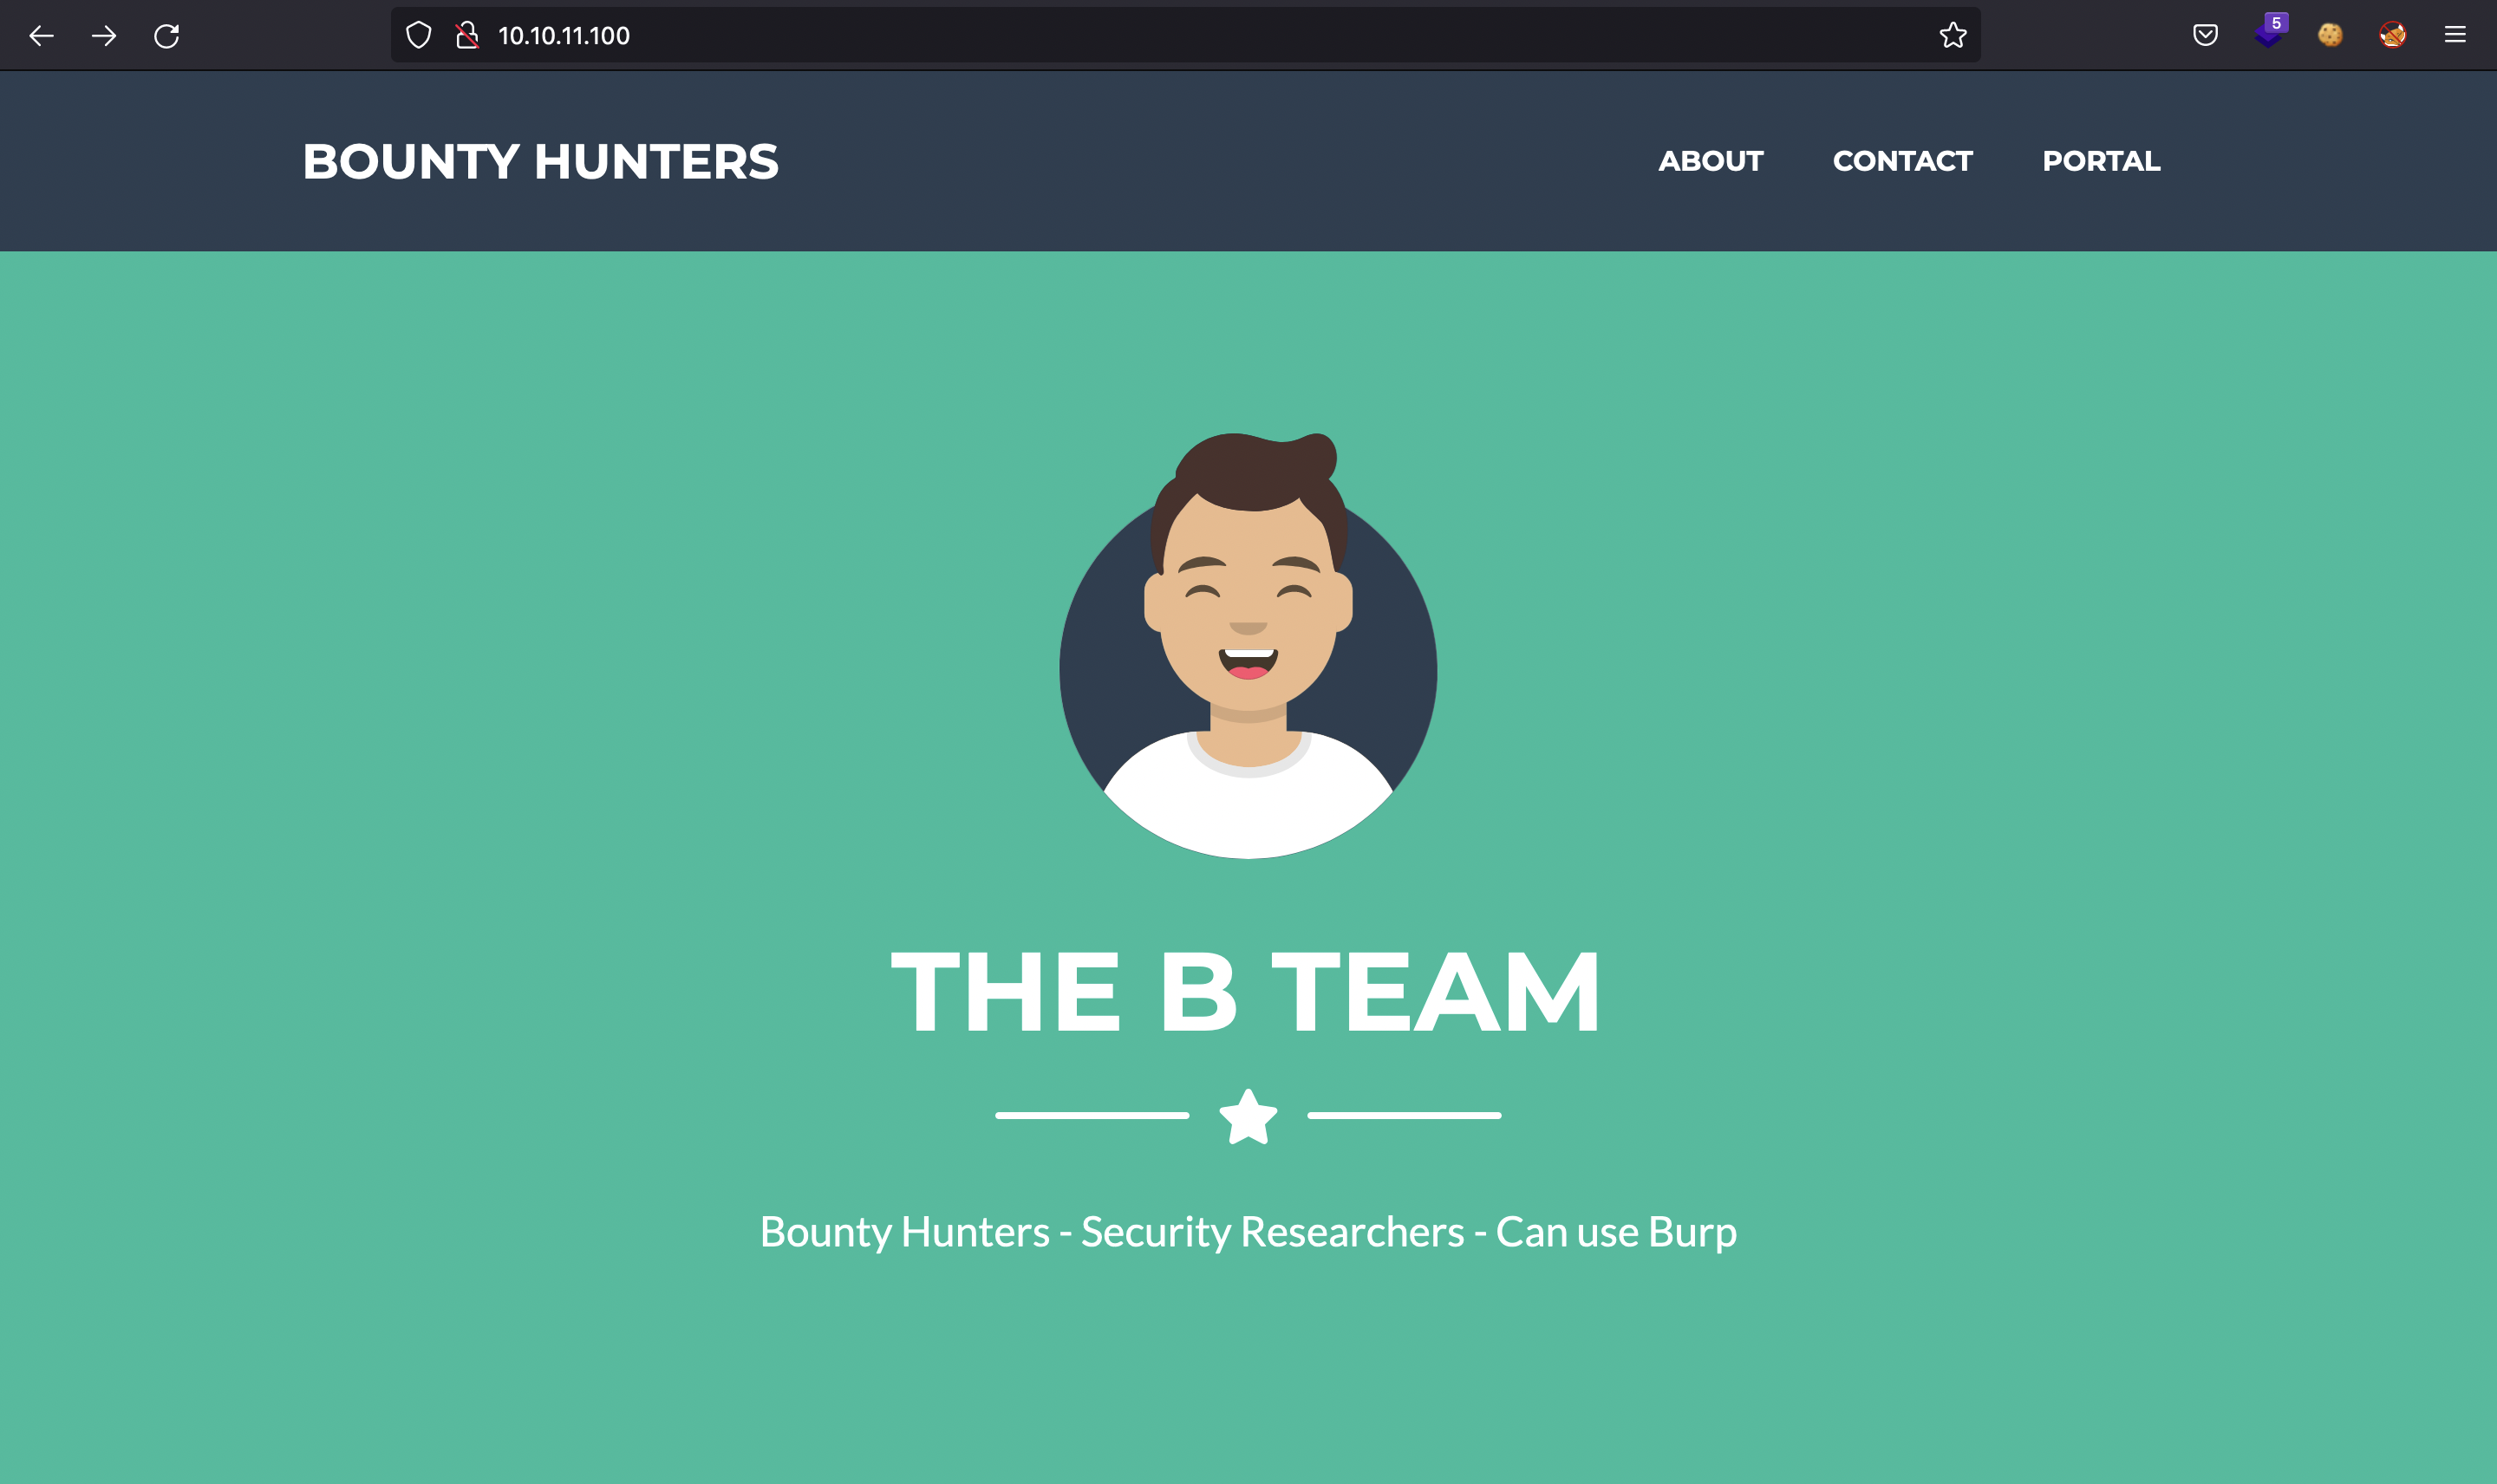 10.10.11.100
5
BOUNTY HUNTERS
ABOUT CONTACT PORTAL
THE B TEAM
Bounty Hunters - Security Researchers - Can use Burp